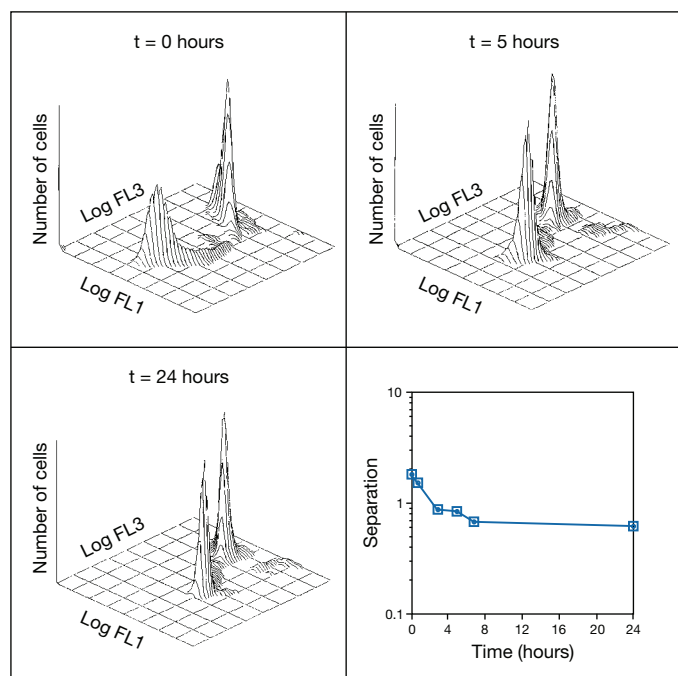 t = 0 hours
Number of cells
Log FL3
Log FL1
t = 5 hours
Number of cells
Log FL3
Log FL1
t = 24 hours
Number of cells
Log FL3
Log FL1
Separation
10
1
0.1
0 4 8 12 16 20 24
Time (hours)